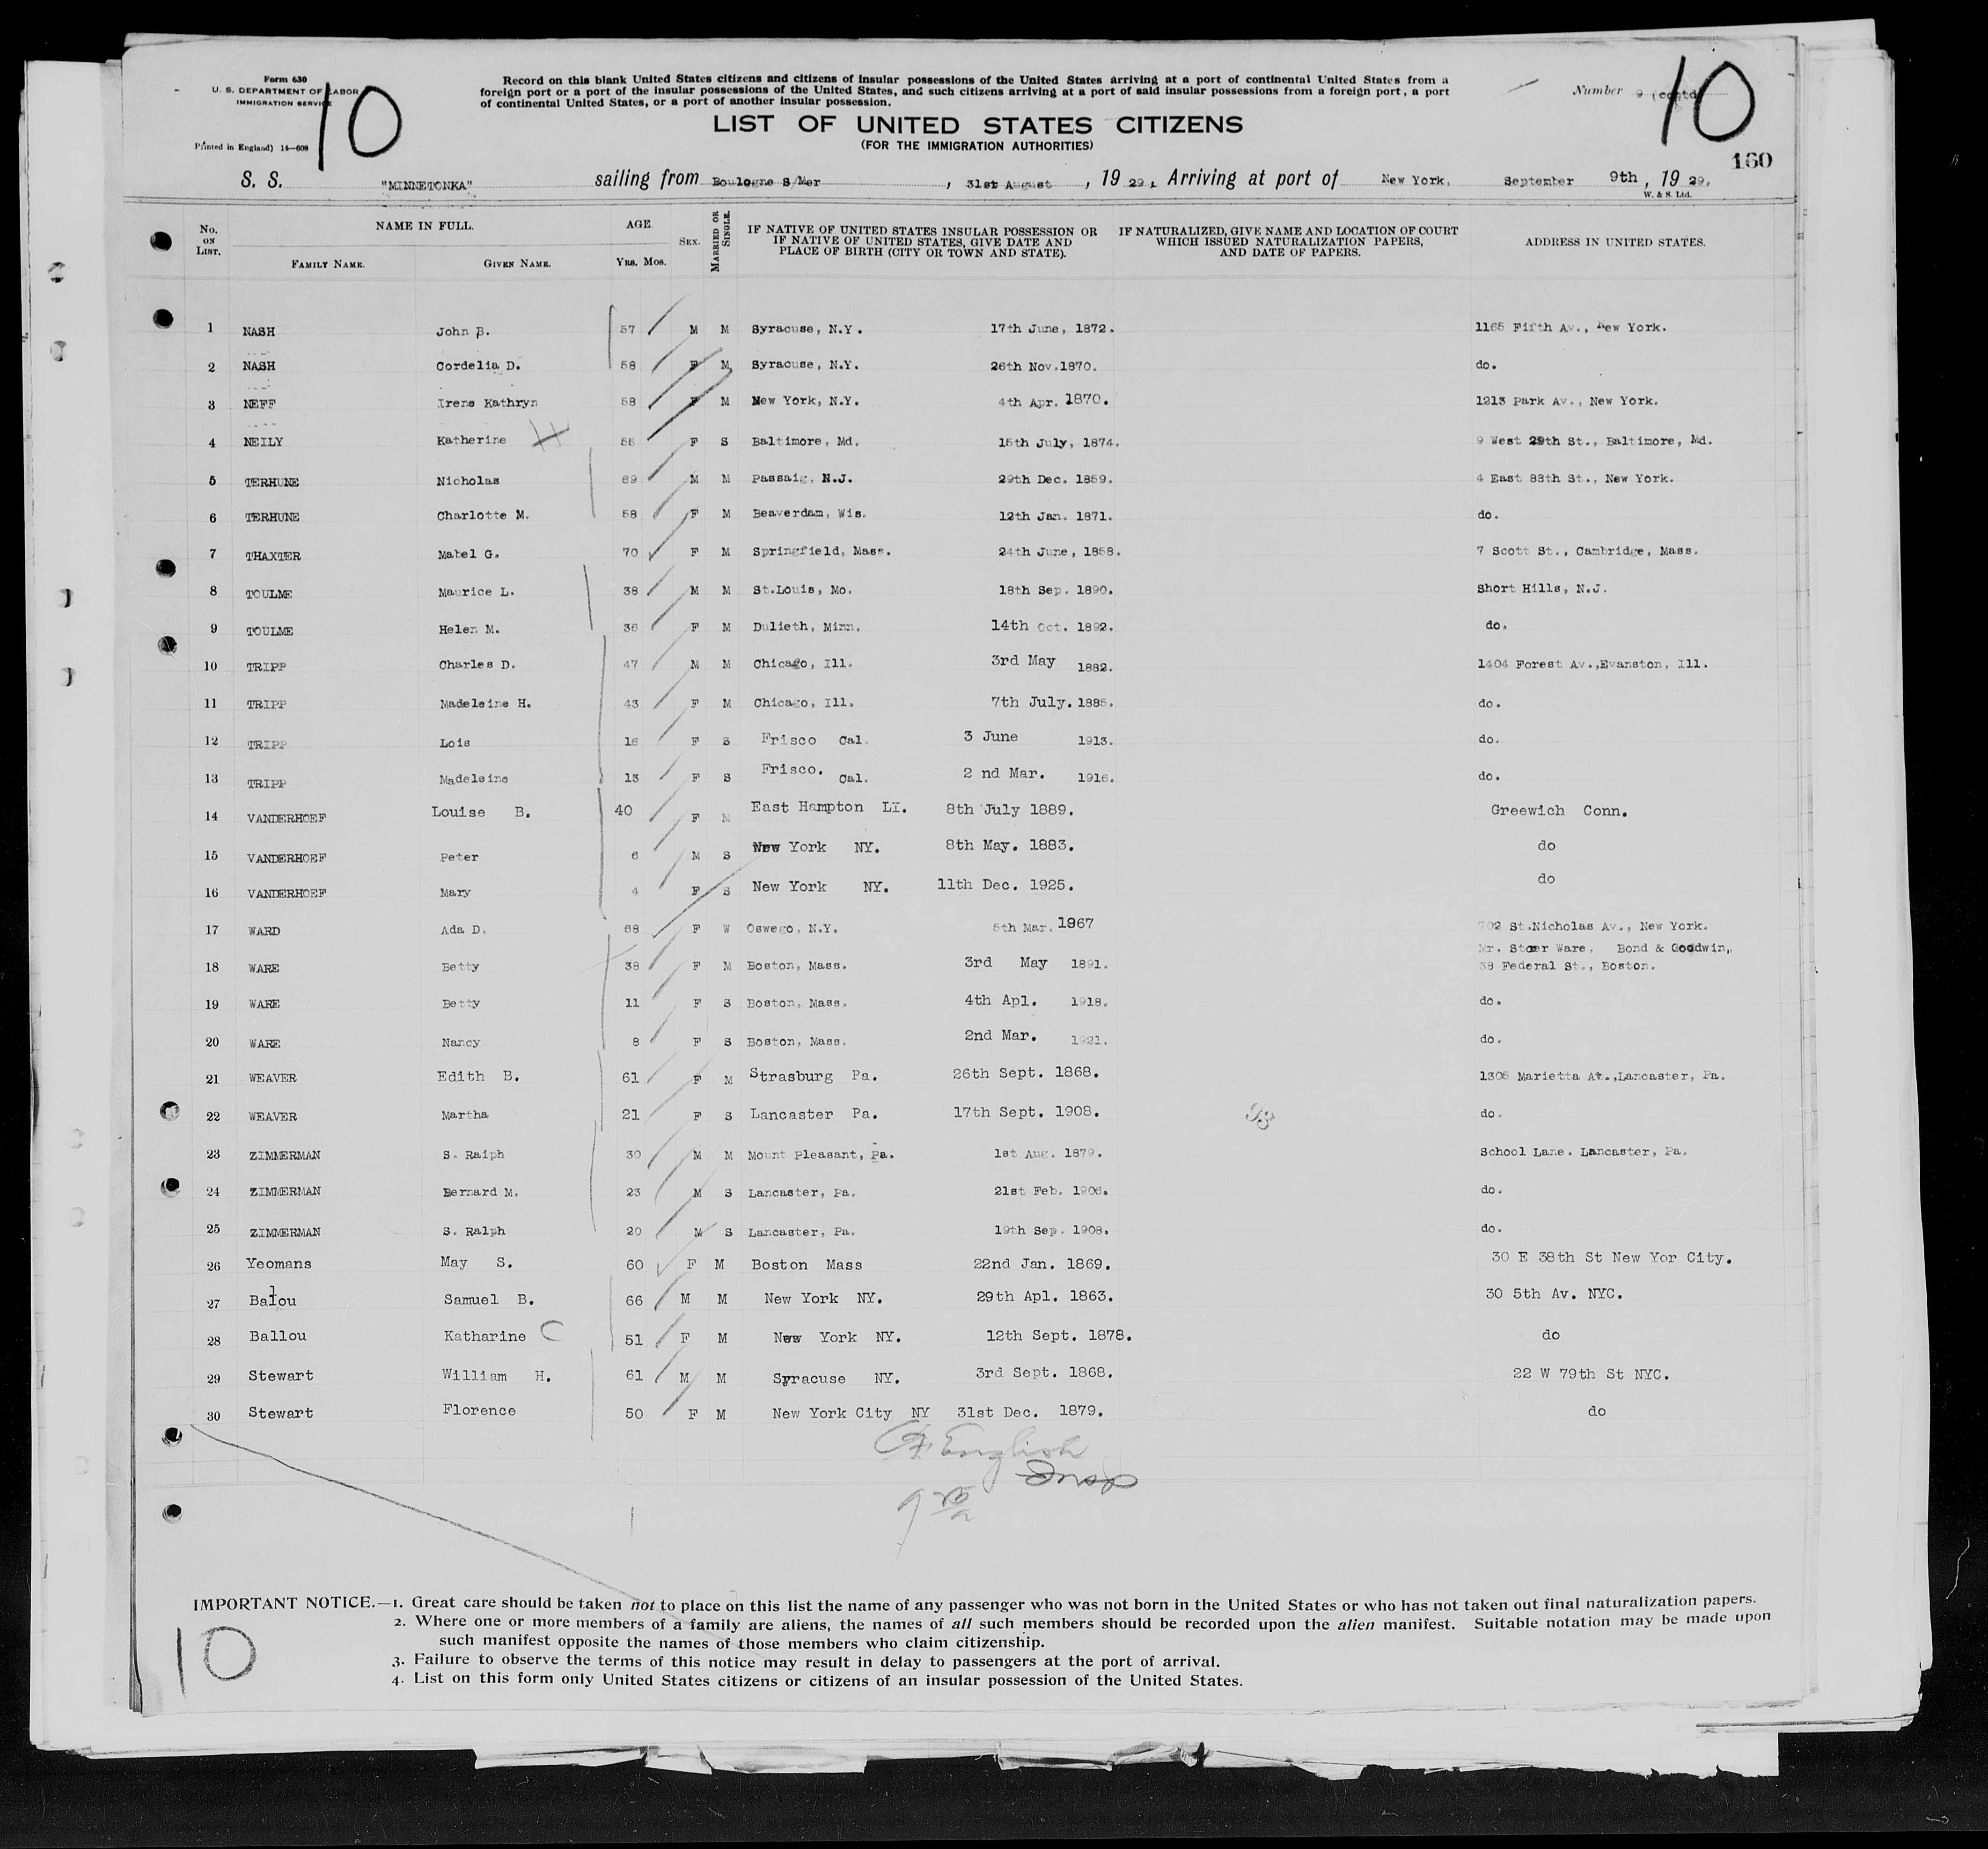 Form 630
U. S. DEPARTMENT OF LABOR
IMMIGRATION SERVICE
Printed in England) 14—608
10
Record on this blank United States citizens and citizens of insular possessions of the United States arriving at a port of continental United States from a
foreign port or a port of the insular possessions of the United States, and such citizens arriving at a port of said insular possessions from a foreign port, a port
of continental United States, or a port of another insular possession.
Number 9 (contd
10
LIST OF UNITED STATES CITIZENS
(FOR THE IMMIGRATION AUTHORITIES)
160
S. S. "MINNETONKA" sailing from Boulogne S/Mer, 31st August, 1929., Arriving at port of New York, September 9th, 1929.
W. & S. Ltd.
No. ON LIST. NAME IN FULL. FAMILY NAME. GIVEN NAME. AGE YRS. MOS. SEX. MARRIED OR SINGLE. IF NATIVE OF UNITED STATES INSULAR POSSESSION OR IF NATIVE OF UNITED STATES, GIVE DATE AND PLACE OF BIRTH (CITY OR TOWN AND STATE). IF NATURALIZED, GIVE NAME AND LOCATION OF COURT WHICH ISSUED NATURALIZATION PAPERS, AND DATE OF PAPERS. ADDRESS IN UNITED STATES.
1 NASH John B. 57 M M Syracuse, N.Y. 17th June, 1872. 1165 Fifth Av., New York.
2 NASH Cordelia D. 58 F M Syracuse, N.Y. 26th Nov.1870. do.
3 NEFF Irene Kathryn 58 F M New York, N.Y. 4th Apr. 1870. 1213 Park Av., New York.
4 NEILY Katherine H 55 F S Baltimore, Md. 15th July, 1874. 9 West 29th St., Baltimore, Md.
5 TERHUNE Nicholas 69 M M Passaig, N.J. 29th Dec. 1859. 4 East 88th St., New York.
6 TERHUNE Charlotte M. 58 F M Beaverdam, Wis. 12th Jan. 1871. do.
7 THAXTER Mabel G. 70 F M Springfield, Mass. 24th June, 1858. 7 Scott St., Cambridge, Mass.
8 TOULME Maurice L. 38 M M St.Louis, Mo. 18th Sep. 1890. Short Hills, N.J.
9 TOULME Helen M. 36 F M Dulieth, Minn. 14th Oct. 1892. do.
10 TRIPP Charles D. 47 M M Chicago, Ill. 3rd May 1882. 1404 Forest Av.,Evanston, Ill.
11 TRIPP Madeleine H. 43 F M Chicago, Ill. 7th July. 1885. do.
12 TRIPP Lois 16 F S Frisco Cal. 3 June 1913. do.
13 TRIPP Madeleine 13 F S Frisco. Cal. 2 nd Mar. 1916. do.
14 VANDERHOEF Louise B. 40 F M East Hampton LI. 8th July 1889. Greewich Conn.
15 VANDERHOEF Peter 6 M S New York NY. 8th May. 1883. do
16 VANDERHOEF Mary 4 F S New York NY. 11th Dec. 1925. do
17 WARD Ada D. 68 F W Oswego, N.Y. 5th Mar. 1867 702 St.Nicholas Av., New York.
Mr. Stoer Ware, Bond & Goodwin,
18 WARE Betty 38 F M Boston, Mass. 3rd May 1891. 38 Federal St., Boston.
19 WARE Betty 11 F S Boston, Mass. 4th Apl. 1918. do.
20 WARE Nancy 8 F S Boston, Mass. 2nd Mar. 1921. do.
21 WEAVER Edith B. 61 F M Strasburg Pa. 26th Sept. 1868. 1305 Marietta Av.,Lancaster, Pa.
22 WEAVER Martha 21 F S Lancaster Pa. 17th Sept. 1908. do.
23 ZIMMERMAN S. Ralph 30 M M Mount Pleasant, Pa. 1st Aug. 1879. School Lane. Lancaster, Pa.
24 ZIMMERMAN Bernard M. 23 M S Lancaster, Pa. 21st Feb. 1906. do.
25 ZIMMERMAN S. Ralph 20 M S Lancaster, Pa. 19th Sep. 1908. do.
26 Yeomans May S. 60 F M Boston Mass 22nd Jan. 1869. 30 E 38th St New Yor City.
27 Balou Samuel B. 66 M M New York NY. 29th Apl. 1863. 30 5th Av. NYC.
28 Ballou Katharine C 51 F M New York NY. 12th Sept. 1878. do
29 Stewart William H. 61 M M Syracuse NY. 3rd Sept. 1868. 22 W 79th St NYC.
30 Stewart Florence 50 F M New York City NY 31st Dec. 1879. do
English
Insp
IMPORTANT NOTICE.—1. Great care should be taken not to place on this list the name of any passenger who was not born in the United States or who has not taken out final naturalization papers.
2. Where one or more members of a family are aliens, the names of all such members should be recorded upon the alien manifest. Suitable notation may be made upon
such manifest opposite the names of those members who claim citizenship.
3. Failure to observe the terms of this notice may result in delay to passengers at the port of arrival.
4. List on this form only United States citizens or citizens of an insular possession of the United States.
10